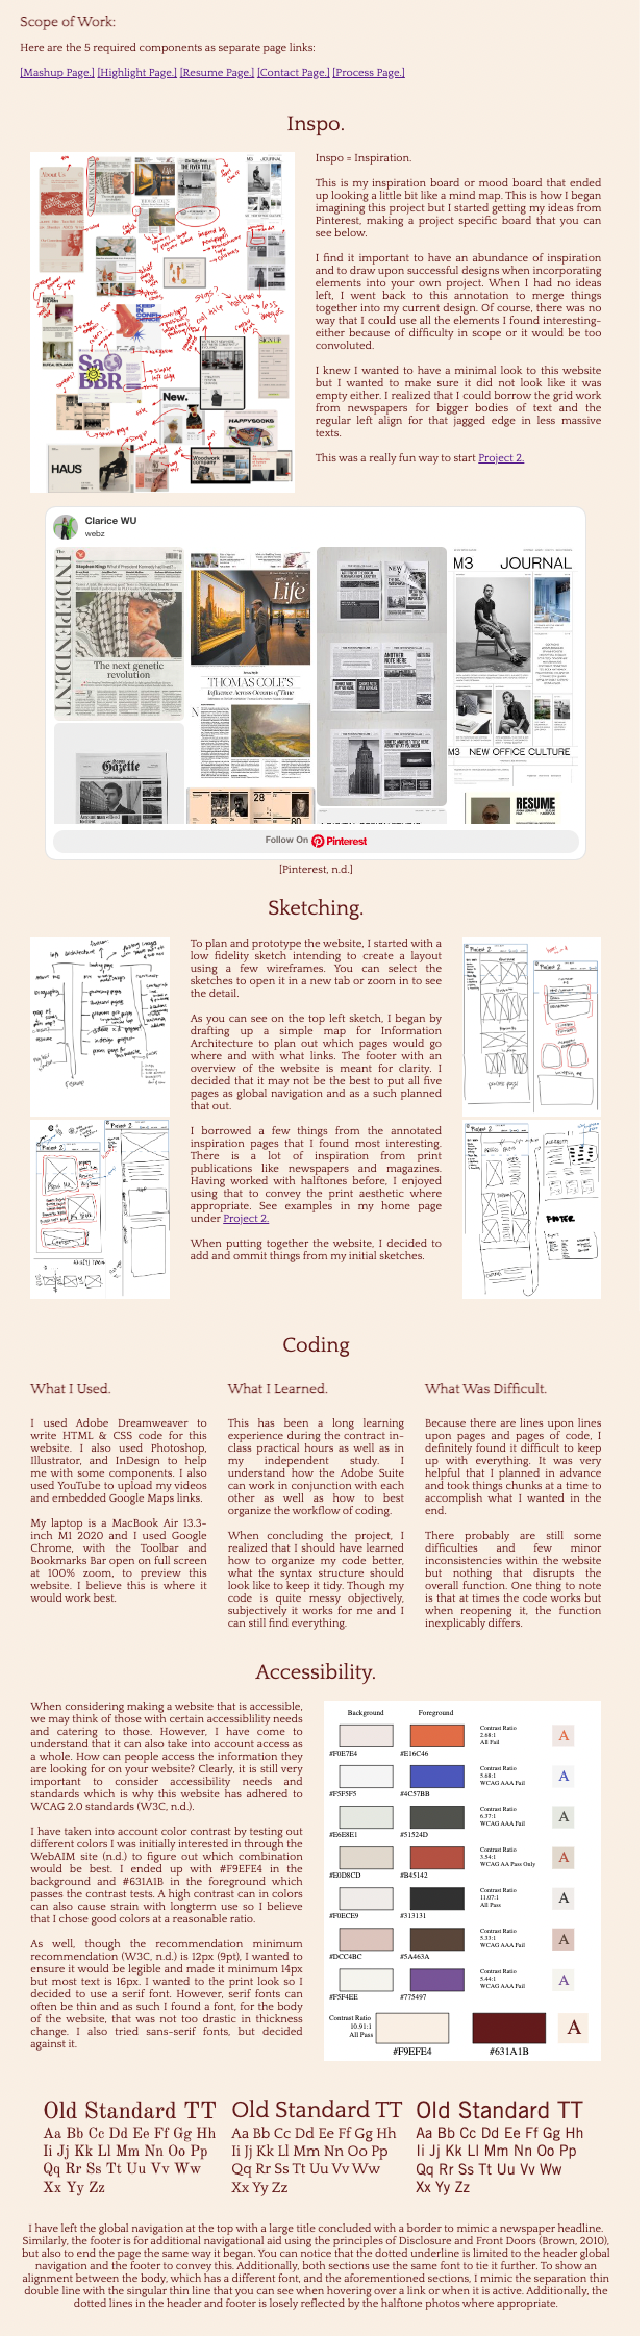 Scope of Work:
Here are the 5 required components as separate page links:
[Mashup Page.] [Highlight Page.] [Resume Page.] [Contact Page.] [Process Page.]
Inspo.
Inspo = Inspiration.
This is my inspiration board or mood board that ended
up looking a little bit like a mind map. This is how I began
imagining this project but I started getting my ideas from
Pinterest, making a project specific board that you can
see below.
I find it important to have an abundance of inspiration
and to draw upon successful designs when incorporating
elements into your own project. When I had no ideas
left, I went back to this annotation to merge things
together into my current design. Of course, there was no
way that I could use all the elements I found interesting-
either because of difficulty in scope or it would be too
convoluted.
I knew I wanted to have a minimal look to this website
but I wanted to make sure it did not look like it was
empty either. I realized that I could borrow the grid work
from newspapers for bigger bodies of text and the
regular left align for that jagged edge in less massive
texts.
This was a really fun way to start Project 2.
About Us
New.
HAPPYSOCKS
HAUS
Woodwork
company
SIGN UP
Clarice WU
webz
The INDEPENDENT
The next genetic
revolution
Gazette
Life
THOMAS COLE'S
Influence Across Oceans of Time
28
M3 JOURNAL
M3 NEW OFFICE CULTURE
RESUME
Follow On Pinterest
[Pinterest, n.d.]
Sketching.
To plan and prototype the website, I started with a
low fidelity sketch intending to create a layout
using a few wireframes. You can select the
sketches to open it in a new tab or zoom in to see
the detail.
As you can see on the top left sketch, I began by
drafting up a simple map for Information
Architecture to plan out which pages would go
where and with what links. The footer with an
overview of the website is meant for clarity. I
decided that it may not be the best to put all five
pages as global navigation and as a such planned
that out.
I borrowed a few things from the annotated
inspiration pages that I found most interesting.
There is a lot of inspiration from print
publications like newspapers and magazines.
Having worked with halftones before, I enjoyed
using that to convey the print aesthetic where
appropriate. See examples in my home page
under Project 2.
When putting together the website, I decided to
add and ommit things from my initial sketches.
Coding
What I Used.
I used Adobe Dreamweaver to
write HTML & CSS code for this
website. I also used Photoshop,
Illustrator, and InDesign to help
me with some components. I also
used YouTube to upload my videos
and embedded Google Maps links.
My laptop is a MacBook Air 13.3-
inch M1 2020 and I used Google
Chrome, with the Toolbar and
Bookmarks Bar open on full screen
at 100% zoom, to preview this
website. I believe this is where it
would work best.
What I Learned.
This has been a long learning
experience during the contract in-
class practical hours as well as in
my independent study. I
understand how the Adobe Suite
can work in conjunction with each
other as well as how to best
organize the workflow of coding.
When concluding the project, I
realized that I should have learned
how to organize my code better,
what the syntax structure should
look like to keep it tidy. Though my
code is quite messy objectively,
subjectively it works for me and I
can still find everything.
What Was Difficult.
Because there are lines upon lines
upon pages and pages of code, I
definitely found it difficult to keep
up with everything. It was very
helpful that I planned in advance
and took things chunks at a time to
accomplish what I wanted in the
end.
There probably are still some
difficulties and few minor
inconsistencies within the website
but nothing that disrupts the
overall function. One thing to note
is that at times the code works but
when reopening it, the function
inexplicably differs.
Accessibility.
When considering making a website that is accessible,
we may think of those with certain accessibility needs
and catering to those. However, I have come to
understand that it can also take into account access as
a whole. How can people access the information they
are looking for on your website? Clearly, it is still very
important to consider accessibility needs and
standards which is why this website has adhered to
WCAG 2.0 standards (W3C, n.d.).
I have taken into account color contrast by testing out
different colors I was initially interested in through the
WebAIM site (n.d.) to figure out which combination
would be best. I ended up with #F9EFE4 in the
background and #631A1B in the foreground which
passes the contrast tests. A high contrast can in colors
can also cause strain with longterm use so I believe
that I chose good colors at a reasonable ratio.
As well, though the recommendation minimum
recommendation (W3C, n.d.) is 12px (9pt), I wanted to
ensure it would be legible and made it minimum 14px
but most text is 16px. I wanted to the print look so I
decided to use a serif font. However, serif fonts can
often be thin and as such I found a font, for the body
of the website, that was not too drastic in thickness
change. I also tried sans-serif fonts, but decided
against it.
Background Foreground
Contrast Ratio
2.68:1
All Fail
A
#F0E7E4 #E16C46
Contrast Ratio
5.68:1
WCAG AAA Fail
A
#F5F5F5 #4C57BB
Contrast Ratio
6.37:1
WCAG AAA Fail
A
#E6E8E1 #51524D
Contrast Ratio
3.54:1
WCAG AA Pass Only
A
#E0D8CD #B45142
Contrast Ratio
11.07:1
All Pass
A
#F0ECE9 #313131
Contrast Ratio
5.33:1
WCAG AAA Fail
A
#DCC4BC #5A463A
Contrast Ratio
5.44:1
WCAG AAA Fail
A
#F5F4EE #775497
Contrast Ratio
10.91:1
All Pass
A
#F9EFE4 #631A1B
Old Standard TT
Aa Bb Cc Dd Ee Ff Gg Hh
Ii Jj Kk Ll Mm Nn Oo Pp
Qq Rr Ss Tt Uu Vv Ww
Xx Yy Zz
Old Standard TT
Aa Bb Cc Dd Ee Ff Gg Hh
Ii Jj Kk Ll Mm Nn Oo Pp
Qq Rr Ss Tt Uu Vv Ww
Xx Yy Zz
Old Standard TT
Aa Bb Cc Dd Ee Ff Gg Hh
Ii Jj Kk Ll Mm Nn Oo Pp
Qq Rr Ss Tt Uu Vv Ww
Xx Yy Zz
I have left the global navigation at the top with a large title concluded with a border to mimic a newspaper headline.
Similarly, the footer is for additional navigational aid using the principles of Disclosure and Front Doors (Brown, 2010),
but also to end the page the same way it began. You can notice that the dotted underline is limited to the header global
navigation and the footer to convey this. Additionally, both sections use the same font to tie it further. To show an
alignment between the body, which has a different font, and the aforementioned sections, I mimic the separation thin
double line with the singular thin line that you can see when hovering over a link or when it is active. Additionally, the
dotted lines in the header and footer is losely reflected by the halftone photos where appropriate.